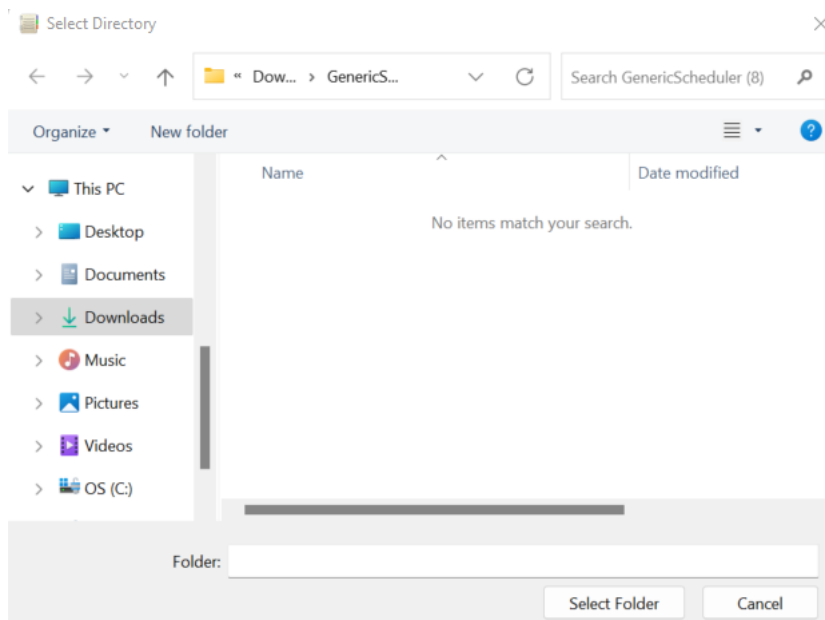 Select Directory
« Dow... › GenericS...
Search GenericScheduler (8)
Organize
New folder
?
Name
Date modified
No items match your search.
This PC
Desktop
Documents
Downloads
Music
Pictures
Videos
OS (C:)
Folder:
Select Folder
Cancel